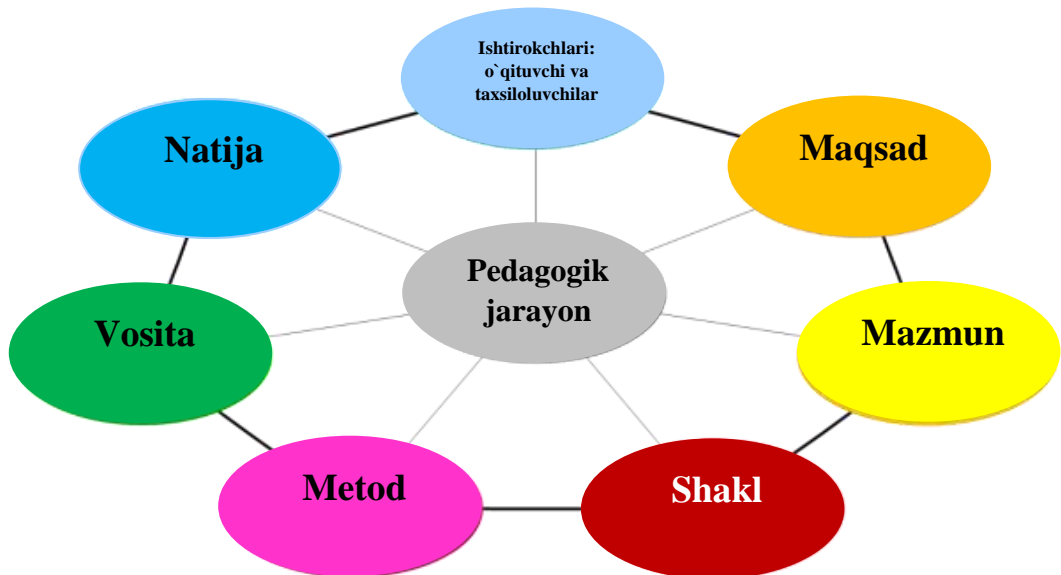 Ishtirokchlari:
o`qituvchi va
taxsiloluvchilar
Natija
Maqsad
Pedagogik
jarayon
Vosita
Mazmun
Metod
Shakl